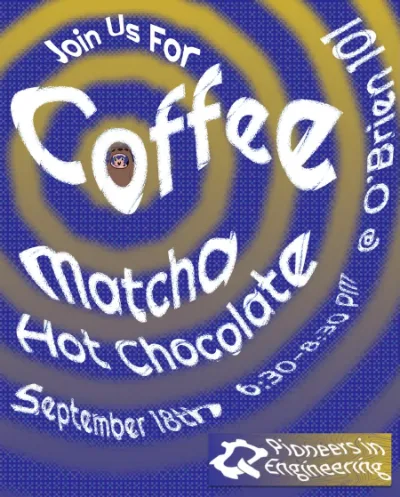 Join Us For
Coffee
Matcha
Hot Chocolate
September 18th
6:30-8:30 pm
@ O'Brien 101
Pioneers in
Engineering